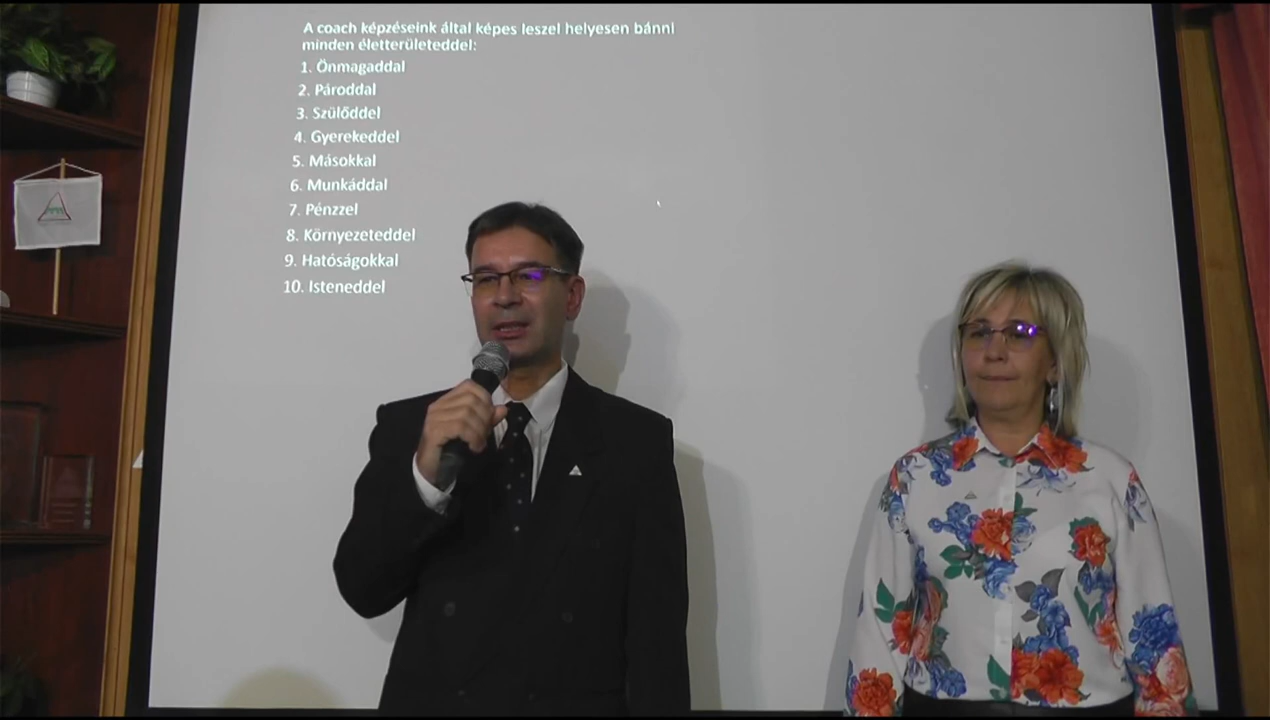 A coach képzéseink által képes leszel helyesen bánni
minden életterületeddel:
1. Önmagaddal
2. Pároddal
3. Szülőddel
4. Gyerekeddel
5. Másokkal
6. Munkáddal
7. Pénzzel
8. Környezeteddel
9. Hatóságokkal
10. Isteneddel